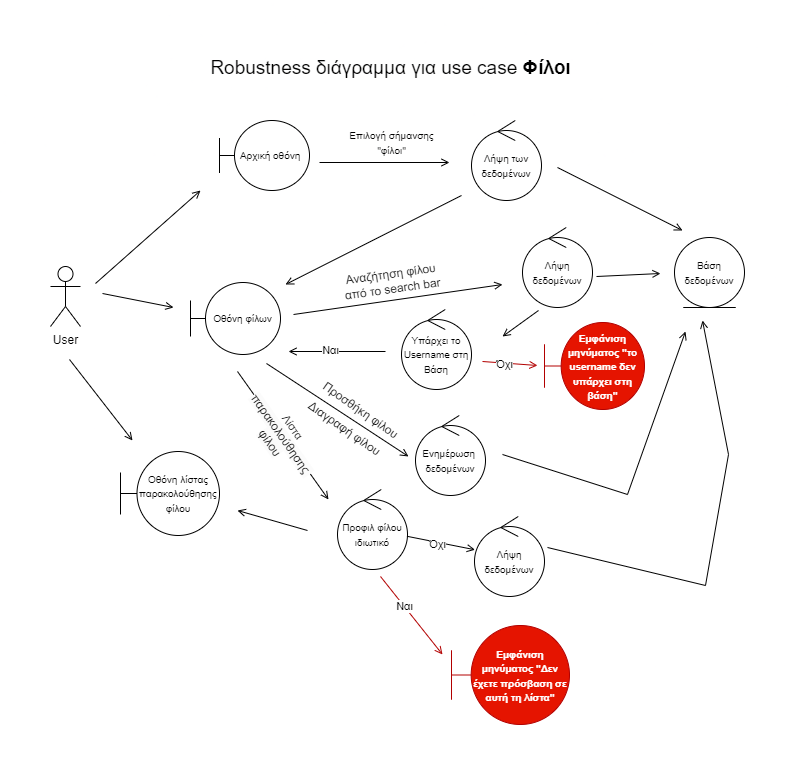 Robustness διάγραμμα για use case Φίλοι
Αρχική οθόνη
Επιλογή σήμανσης
"φίλοι"
Λήψη των
δεδομένων
Αναζήτηση φίλου
από το search bar
Λήψη
δεδομένων
Βάση
δεδομένων
User
Οθόνη φίλων
Ναι
Υπάρχει το
Username στη
Βάση
Όχι
Εμφάνιση
μηνύματος "το
username δεν
υπάρχει στη
βάση"
Προσθήκη φίλου
Διαγραφή φίλου
Λίστα
παρακολούθησης
φίλου
Ενημέρωση
δεδομένων
Οθόνη λίστας
παρακολούθησης
φίλου
Προφιλ φίλου
ιδιωτικό
Όχι
Λήψη
δεδομένων
Ναι
Εμφάνιση
μηνύματος "Δεν
έχετε πρόσβαση σε
αυτή τη λίστα"